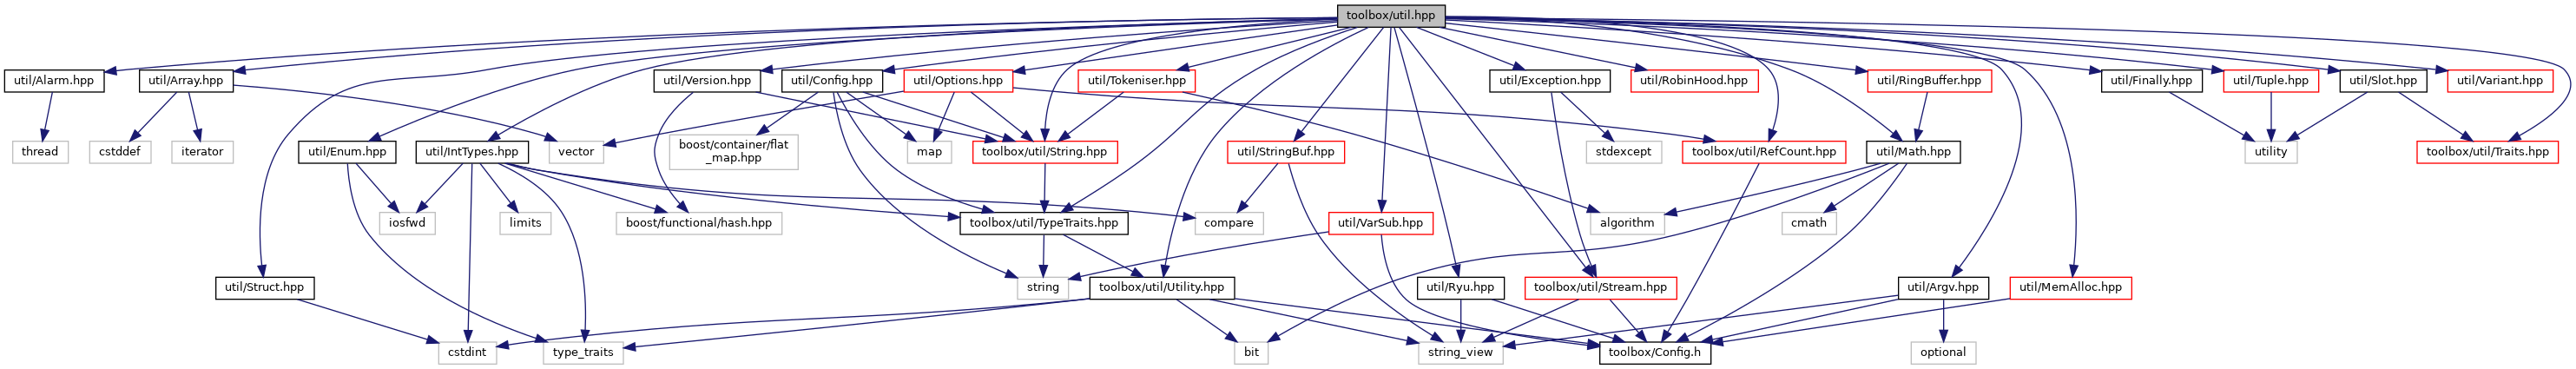 toolbox/util.hpp
util/Alarm.hpp
util/Array.hpp
util/Version.hpp
util/Config.hpp
util/Options.hpp
util/Tokeniser.hpp
util/Exception.hpp
util/RobinHood.hpp
util/RingBuffer.hpp
util/Finally.hpp
util/Tuple.hpp
util/Slot.hpp
util/Variant.hpp
thread
cstddef
iterator
util/Enum.hpp
util/IntTypes.hpp
vector
boost/container/flat
_map.hpp
map
toolbox/util/String.hpp
util/StringBuf.hpp
stdexcept
toolbox/util/RefCount.hpp
util/Math.hpp
utility
toolbox/util/Traits.hpp
iosfwd
limits
boost/functional/hash.hpp
toolbox/util/TypeTraits.hpp
compare
util/VarSub.hpp
algorithm
cmath
util/Struct.hpp
string
toolbox/util/Utility.hpp
util/Ryu.hpp
toolbox/util/Stream.hpp
util/Argv.hpp
util/MemAlloc.hpp
cstdint
type_traits
bit
string_view
toolbox/Config.h
optional